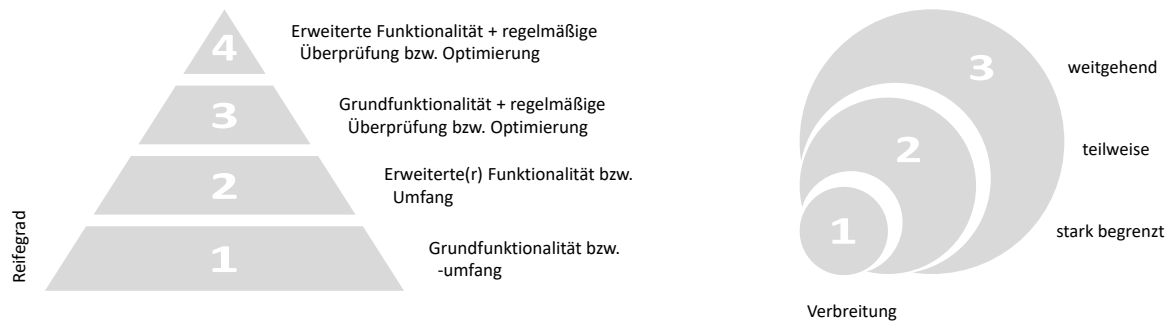 4
Erweiterte Funktionalität + regelmäßige
Überprüfung bzw. Optimierung
3
Grundfunktionalität + regelmäßige
Überprüfung bzw. Optimierung
2
Erweiterte(r) Funktionalität bzw.
Umfang
1
Grundfunktionalität bzw.
-umfang
Reifegrad
3
weitgehend
2
teilweise
1
stark begrenzt
Verbreitung